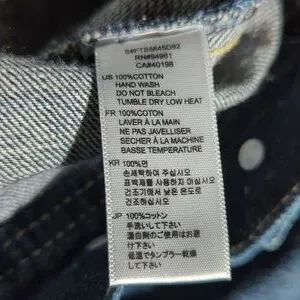 S#FTB5845D82
RN#94961
CA#40198
US 100%COTTON
HAND WASH
DO NOT BLEACH
TUMBLE DRY LOW HEAT
FR 100%COTON
LAVER À LA MAIN
NE PAS JAVELLISER
SECHER À LA MACHINE
BASSE TEMPERATURE
KR 100%면
손세탁하여 주십시오
표백제를 사용하지 마십시오
건조기에서 낮은 온도로
건조하여 주십시오
JP 100%コットン
手洗いして下さい
漂白剤のご使用はお
避け下さい
低温でタンブラー乾燥
して下さい